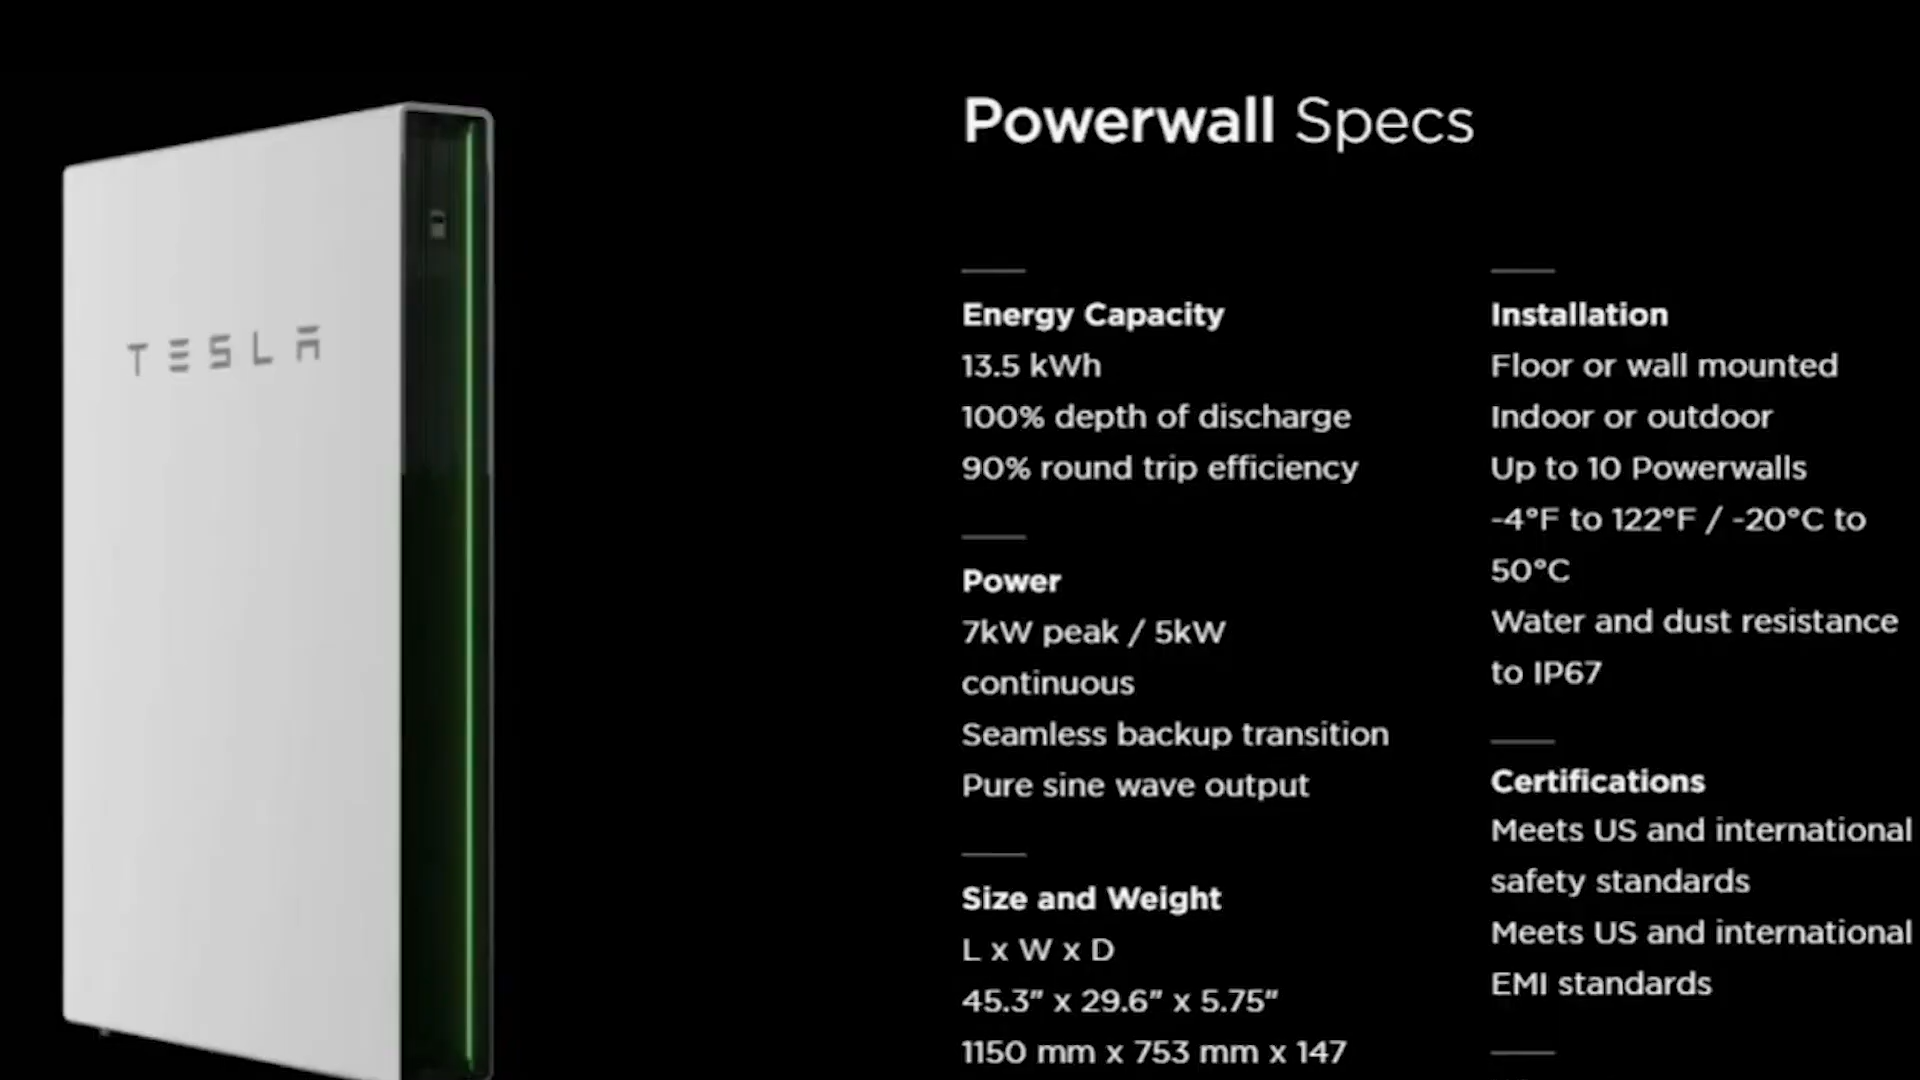 TESLA
Powerwall Specs
Energy Capacity
13.5 kWh
100% depth of discharge
90% round trip efficiency
Power
7kW peak / 5kW
continuous
Seamless backup transition
Pure sine wave output
Size and Weight
L x W x D
45.3" x 29.6" x 5.75"
1150 mm x 753 mm x 147
Installation
Floor or wall mounted
Indoor or outdoor
Up to 10 Powerwalls
-4°F to 122°F / -20°C to
50°C
Water and dust resistance
to IP67
Certifications
Meets US and international
safety standards
Meets US and international
EMI standards